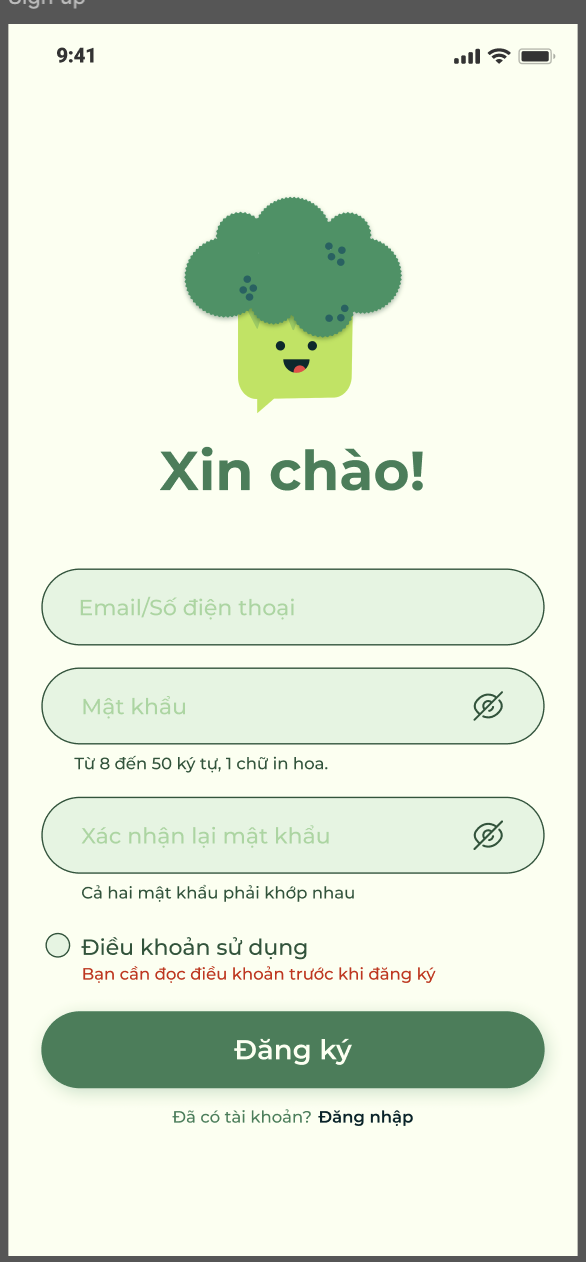 Sign up
9:41
Xin chào!
Email/Số điện thoại
Mật khẩu
Từ 8 đến 50 ký tự, 1 chữ in hoa.
Xác nhận lại mật khẩu
Cả hai mật khẩu phải khớp nhau
Điều khoản sử dụng
Bạn cần đọc điều khoản trước khi đăng ký
Đăng ký
Đã có tài khoản? Đăng nhập